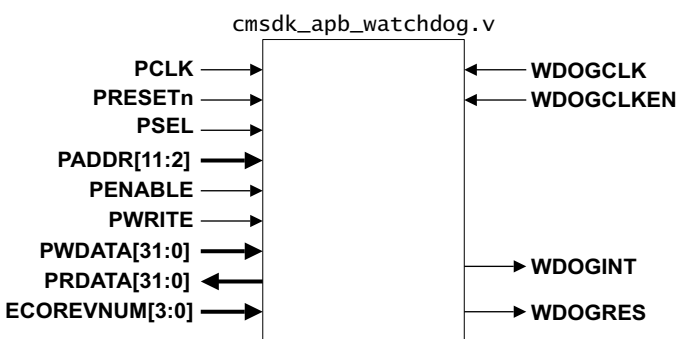 cmsdk_apb_watchdog.v
PCLK
PRESETn
PSEL
PADDR[11:2]
PENABLE
PWRITE
PWDATA[31:0]
PRDATA[31:0]
ECOREVNUM[3:0]
WDOGCLK
WDOGCLKEN
WDOGINT
WDOGRES